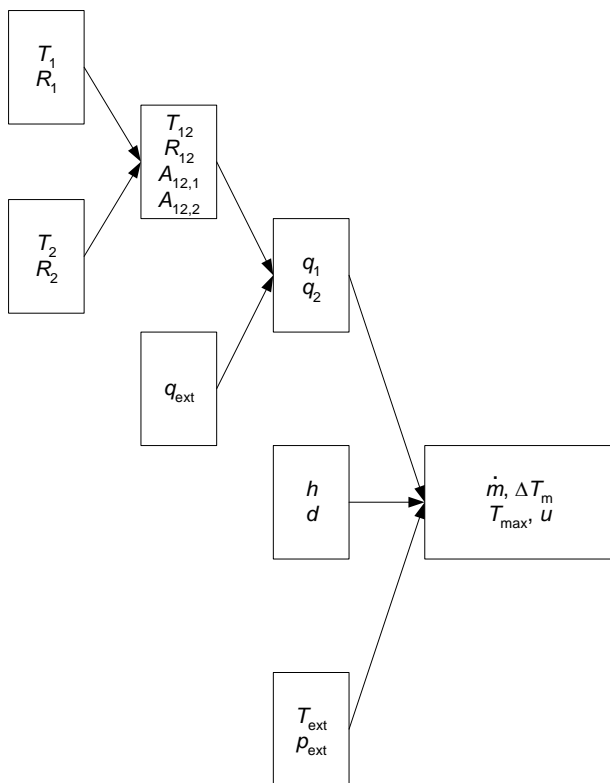 T₁
R₁
T₁₂
R₁₂
A₁₂,₁
A₁₂,₂
T₂
R₂
q₁
q₂
qₑₓₜ
h
d
ṁ, ΔTₘ
Tₘₐₓ, u
Tₑₓₜ
pₑₓₜ